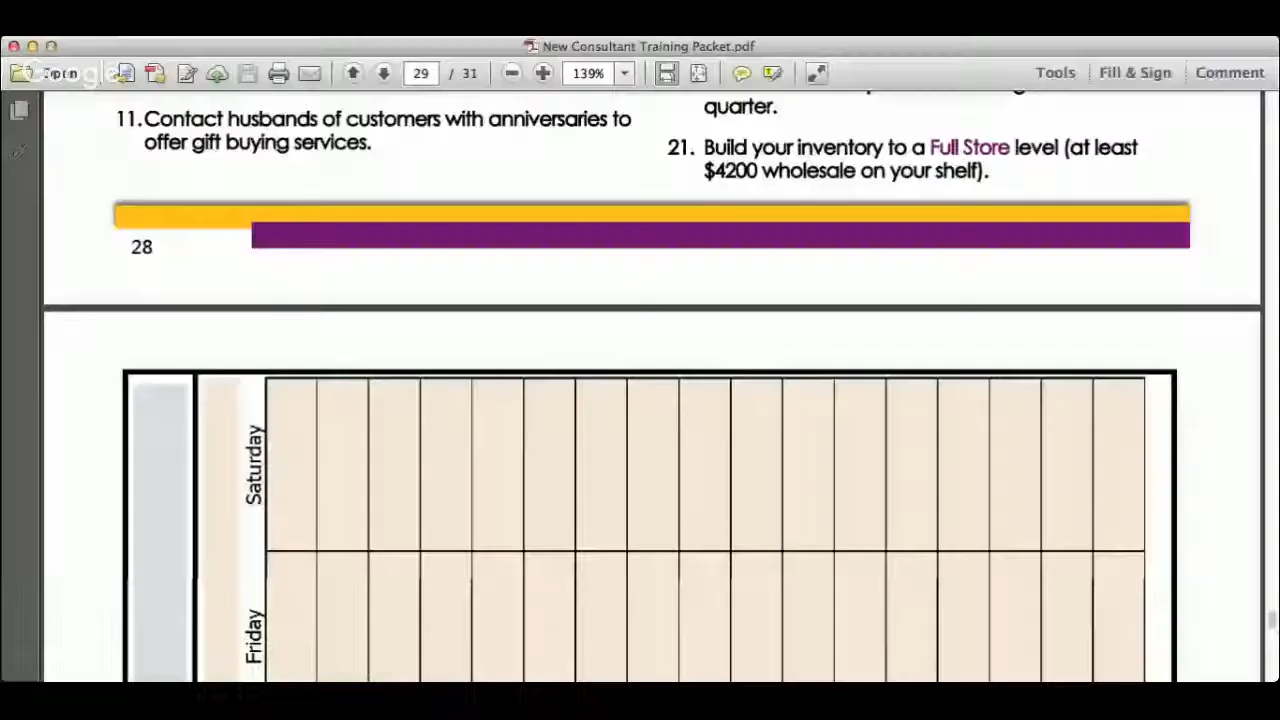 New Consultant Training Packet.pdf
Open
Google
29 / 31
139%
Tools
Fill & Sign
Comment
11. Contact husbands of customers with anniversaries to
offer gift buying services.
quarter.
21. Build your inventory to a Full Store level (at least
$4200 wholesale on your shelf).
28
Saturday
Friday